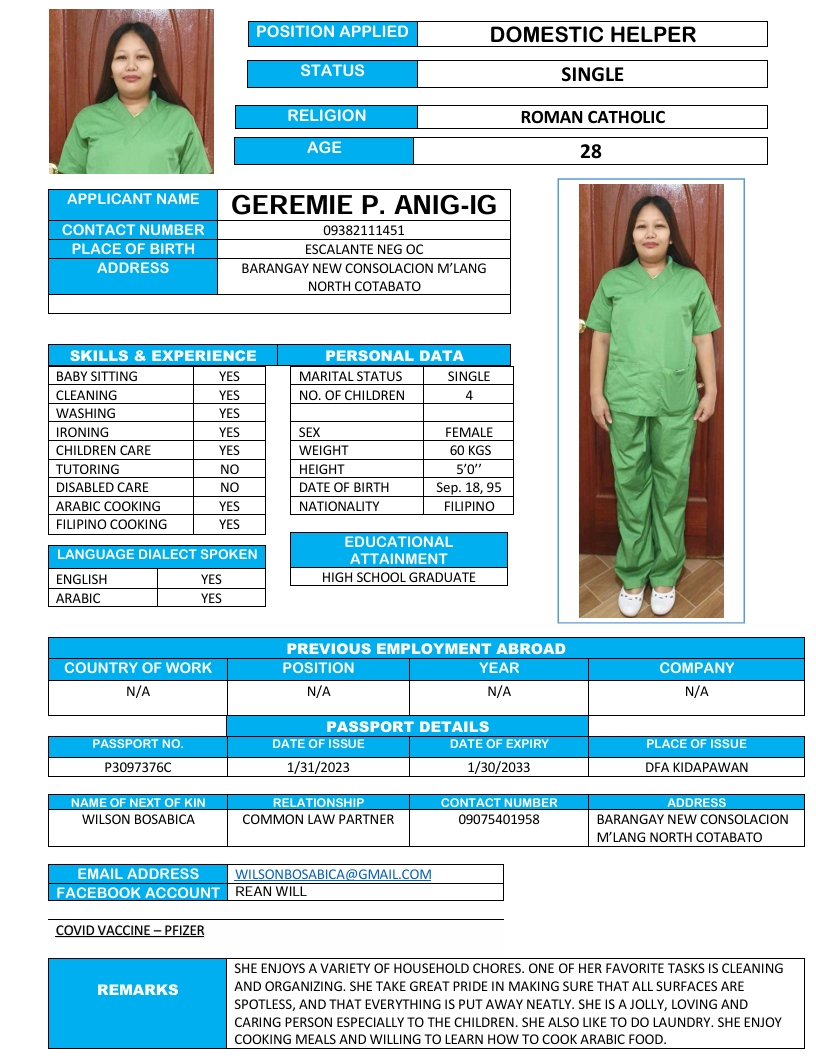 POSITION APPLIED DOMESTIC HELPER
STATUS SINGLE
RELIGION ROMAN CATHOLIC
AGE 28
APPLICANT NAME GEREMIE P. ANIG-IG
CONTACT NUMBER 09382111451
PLACE OF BIRTH ESCALANTE NEG OC
ADDRESS BARANGAY NEW CONSOLACION M’LANG
NORTH COTABATO
SKILLS & EXPERIENCE PERSONAL DATA
BABY SITTING YES MARITAL STATUS SINGLE
CLEANING YES NO. OF CHILDREN 4
WASHING YES
IRONING YES SEX FEMALE
CHILDREN CARE YES WEIGHT 60 KGS
TUTORING NO HEIGHT 5’0’’
DISABLED CARE NO DATE OF BIRTH Sep. 18, 95
ARABIC COOKING YES NATIONALITY FILIPINO
FILIPINO COOKING YES
LANGUAGE DIALECT SPOKEN
ENGLISH YES
ARABIC YES
EDUCATIONAL
ATTAINMENT
HIGH SCHOOL GRADUATE
PREVIOUS EMPLOYMENT ABROAD
COUNTRY OF WORK POSITION YEAR COMPANY
N/A N/A N/A N/A
PASSPORT DETAILS
PASSPORT NO. DATE OF ISSUE DATE OF EXPIRY PLACE OF ISSUE
P3097376C 1/31/2023 1/30/2033 DFA KIDAPAWAN
NAME OF NEXT OF KIN RELATIONSHIP CONTACT NUMBER ADDRESS
WILSON BOSABICA COMMON LAW PARTNER 09075401958 BARANGAY NEW CONSOLACION
M’LANG NORTH COTABATO
EMAIL ADDRESS WILSONBOSABICA@GMAIL.COM
FACEBOOK ACCOUNT REAN WILL
COVID VACCINE – PFIZER
REMARKS
SHE ENJOYS A VARIETY OF HOUSEHOLD CHORES. ONE OF HER FAVORITE TASKS IS CLEANING
AND ORGANIZING. SHE TAKE GREAT PRIDE IN MAKING SURE THAT ALL SURFACES ARE
SPOTLESS, AND THAT EVERYTHING IS PUT AWAY NEATLY. SHE IS A JOLLY, LOVING AND
CARING PERSON ESPECIALLY TO THE CHILDREN. SHE ALSO LIKE TO DO LAUNDRY. SHE ENJOY
COOKING MEALS AND WILLING TO LEARN HOW TO COOK ARABIC FOOD.